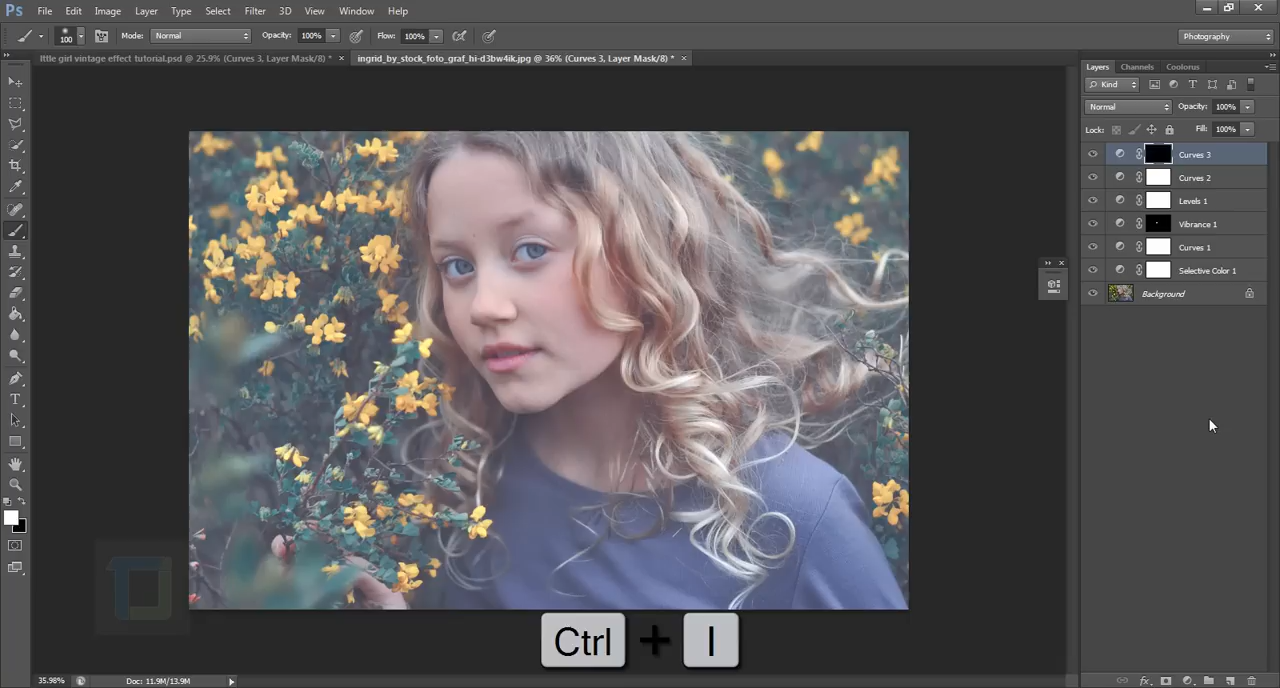 Ps File Edit Image Layer Type Select Filter 3D View Window Help
100 Mode: Normal Opacity: 100% Flow: 100% Photography
lttle girl vintage effect tutorial.psd @ 25.9% (Curves 3, Layer Mask/8) * × ingrid_by_stock_foto_graf_hi-d3bw4ik.jpg @ 36% (Curves 3, Layer Mask/8) * ×
Layers Channels Coolorus
Kind
Normal Opacity: 100%
Lock: Fill: 100%
Curves 3
Curves 2
Levels 1
Vibrance 1
Curves 1
Selective Color 1
Background
Ctrl + I
35.98% Doc: 11.9M/13.9M